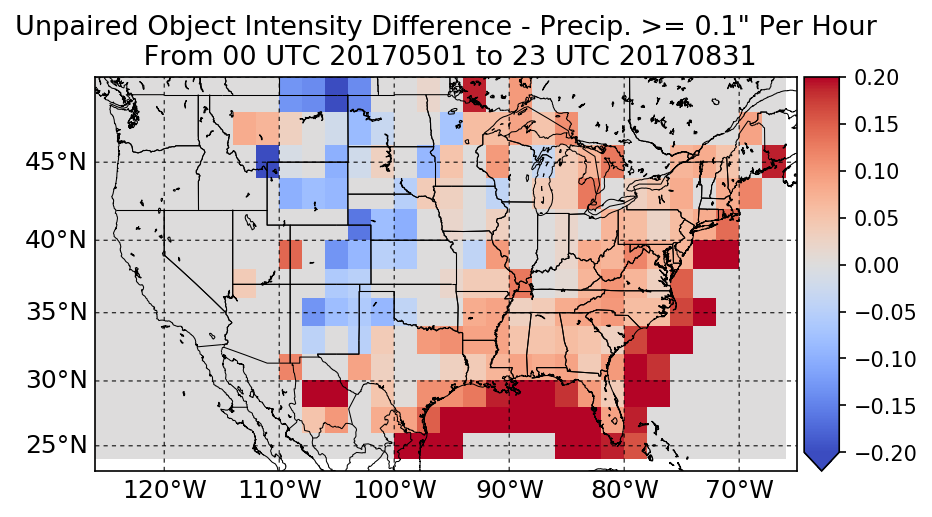 Unpaired Object Intensity Difference - Precip. >= 0.1" Per Hour
From 00 UTC 20170501 to 23 UTC 20170831
0.20
0.15
0.10
0.05
0.00
−0.05
−0.10
−0.15
−0.20
45°N
40°N
35°N
30°N
25°N
120°W 110°W 100°W 90°W 80°W 70°W